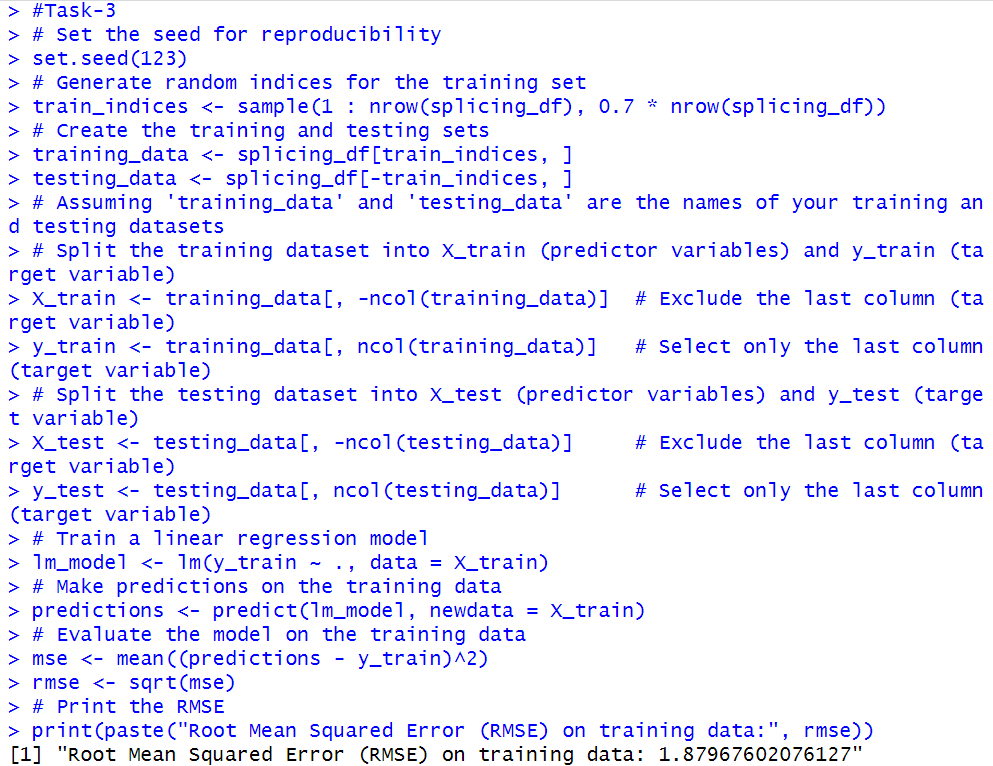 > #Task-3
> # Set the seed for reproducibility
> set.seed(123)
> # Generate random indices for the training set
> train_indices <- sample(1 : nrow(splicing_df), 0.7 * nrow(splicing_df))
> # Create the training and testing sets
> training_data <- splicing_df[train_indices, ]
> testing_data <- splicing_df[-train_indices, ]
> # Assuming 'training_data' and 'testing_data' are the names of your training an
d testing datasets
> # Split the training dataset into X_train (predictor variables) and y_train (ta
rget variable)
> X_train <- training_data[, -ncol(training_data)]  # Exclude the last column (ta
rget variable)
> y_train <- training_data[, ncol(training_data)]   # Select only the last column
(target variable)
> # Split the testing dataset into X_test (predictor variables) and y_test (targe
t variable)
> X_test <- testing_data[, -ncol(testing_data)]     # Exclude the last column (ta
rget variable)
> y_test <- testing_data[, ncol(testing_data)]      # Select only the last column
(target variable)
> # Train a linear regression model
> lm_model <- lm(y_train ~ ., data = X_train)
> # Make predictions on the training data
> predictions <- predict(lm_model, newdata = X_train)
> # Evaluate the model on the training data
> mse <- mean((predictions - y_train)^2)
> rmse <- sqrt(mse)
> # Print the RMSE
> print(paste("Root Mean Squared Error (RMSE) on training data:", rmse))
[1] "Root Mean Squared Error (RMSE) on training data: 1.87967602076127"